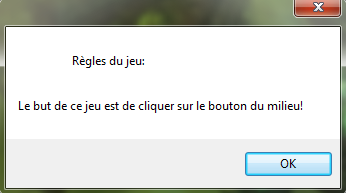 Règles du jeu:
Le but de ce jeu est de cliquer sur le bouton du milieu!
OK